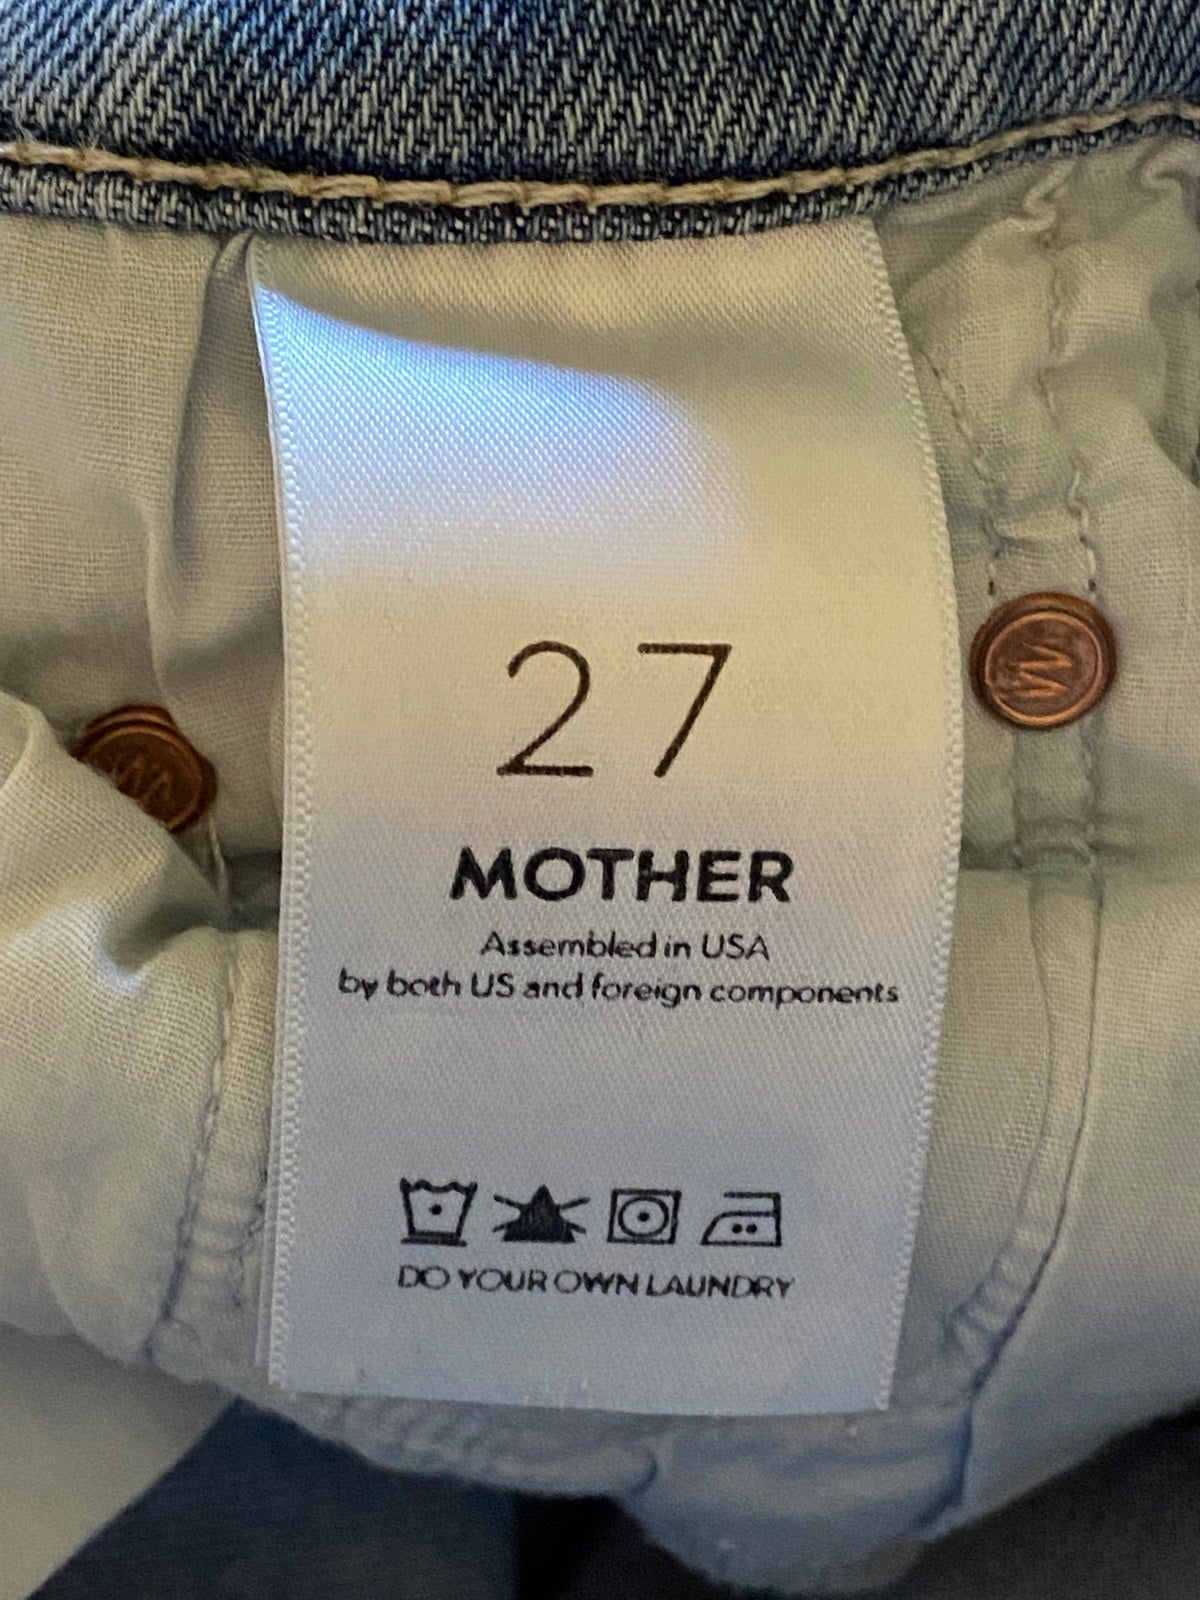 27
MOTHER
Assembled in USA
by both US and foreign components
DO YOUR OWN LAUNDRY